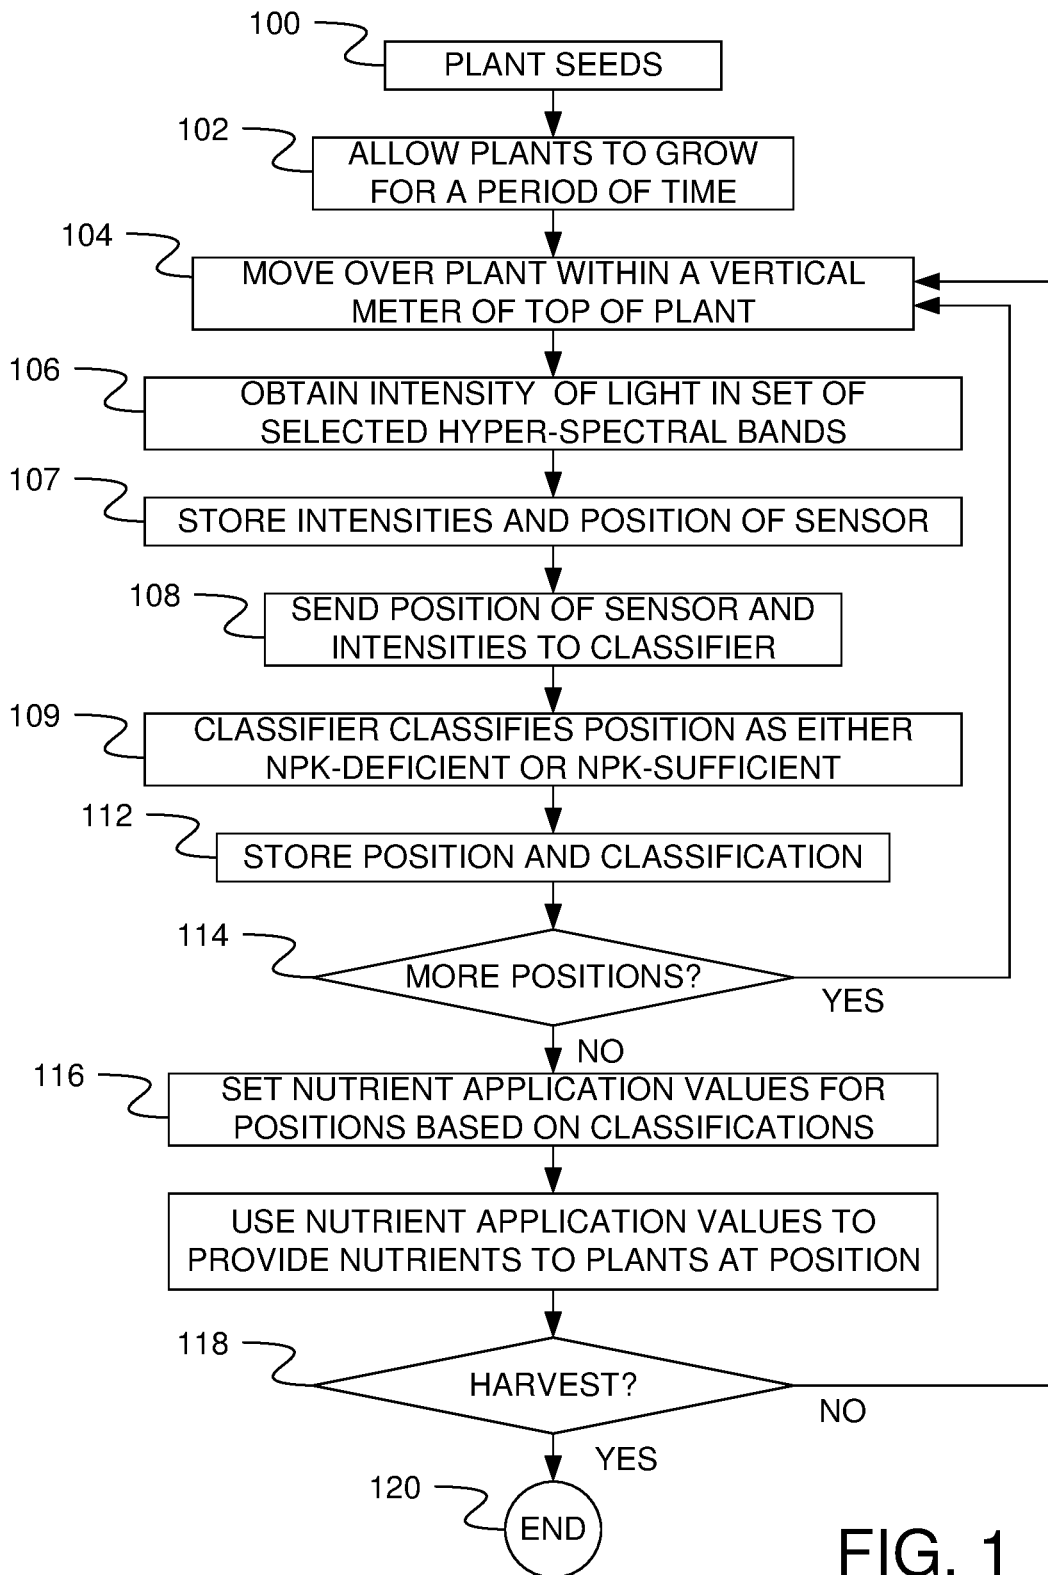 100
PLANT SEEDS
102
ALLOW PLANTS TO GROW
FOR A PERIOD OF TIME
104
MOVE OVER PLANT WITHIN A VERTICAL
METER OF TOP OF PLANT
106
OBTAIN INTENSITY OF LIGHT IN SET OF
SELECTED HYPER-SPECTRAL BANDS
107
STORE INTENSITIES AND POSITION OF SENSOR
108
SEND POSITION OF SENSOR AND
INTENSITIES TO CLASSIFIER
109
CLASSIFIER CLASSIFIES POSITION AS EITHER
NPK-DEFICIENT OR NPK-SUFFICIENT
112
STORE POSITION AND CLASSIFICATION
114
MORE POSITIONS?
YES
NO
116
SET NUTRIENT APPLICATION VALUES FOR
POSITIONS BASED ON CLASSIFICATIONS
USE NUTRIENT APPLICATION VALUES TO
PROVIDE NUTRIENTS TO PLANTS AT POSITION
118
HARVEST?
NO
YES
120
END
FIG. 1